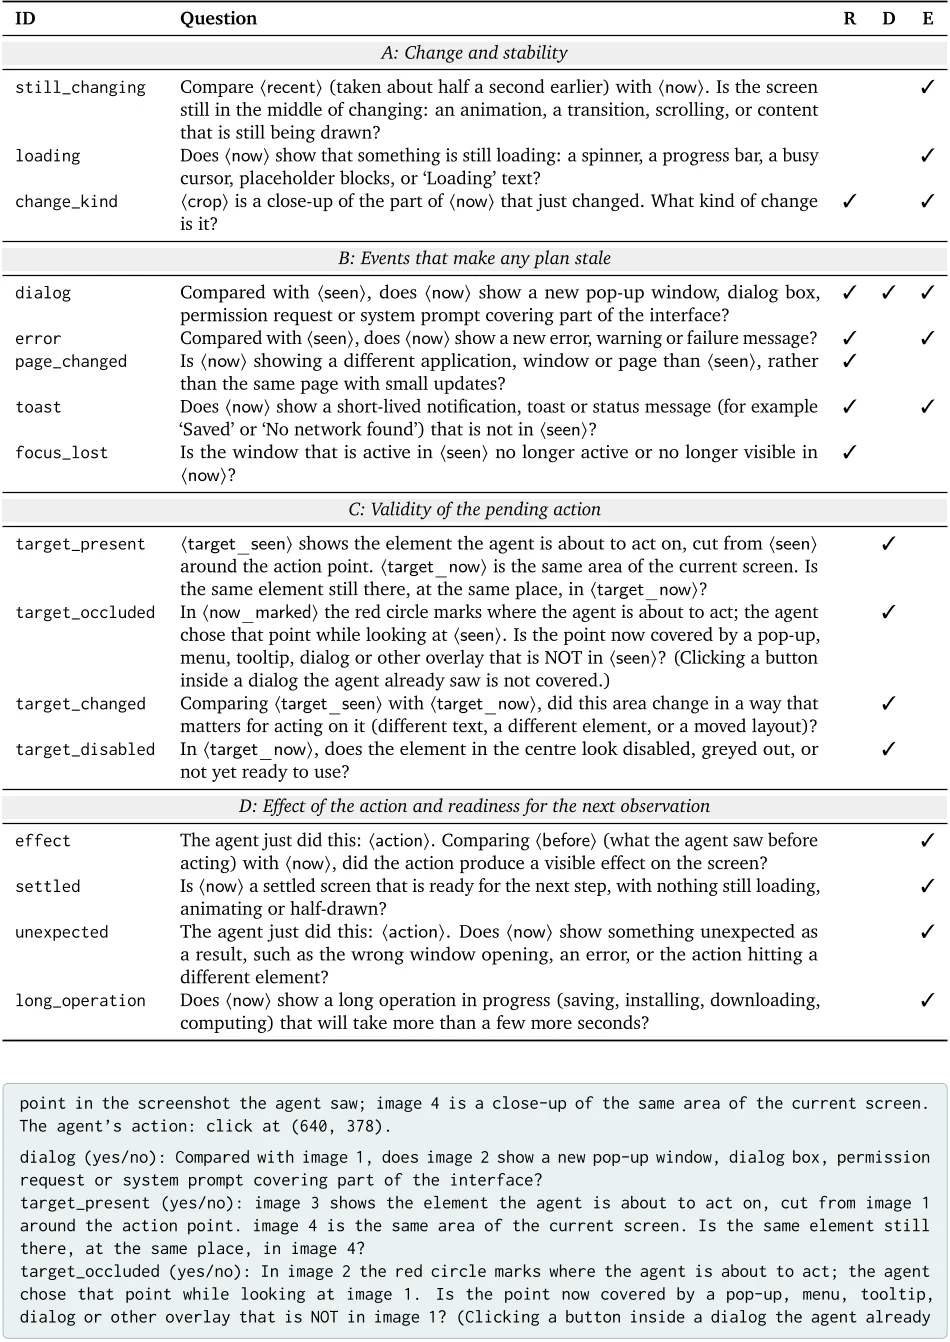 ID Question R D E
A: Change and stability
still_changing Compare ⟨recent⟩ (taken about half a second earlier) with ⟨now⟩. Is the screen ✓
still in the middle of changing: an animation, a transition, scrolling, or content
that is still being drawn?
loading Does ⟨now⟩ show that something is still loading: a spinner, a progress bar, a busy ✓
cursor, placeholder blocks, or ‘Loading’ text?
change_kind ⟨crop⟩ is a close-up of the part of ⟨now⟩ that just changed. What kind of change ✓ ✓
is it?
B: Events that make any plan stale
dialog Compared with ⟨seen⟩, does ⟨now⟩ show a new pop-up window, dialog box, ✓ ✓ ✓
permission request or system prompt covering part of the interface?
error Compared with ⟨seen⟩, does ⟨now⟩ show a new error, warning or failure message? ✓ ✓
page_changed Is ⟨now⟩ showing a different application, window or page than ⟨seen⟩, rather ✓
than the same page with small updates?
toast Does ⟨now⟩ show a short-lived notification, toast or status message (for example ✓ ✓
‘Saved’ or ‘No network found’) that is not in ⟨seen⟩?
focus_lost Is the window that is active in ⟨seen⟩ no longer active or no longer visible in ✓
⟨now⟩?
C: Validity of the pending action
target_present ⟨target_seen⟩ shows the element the agent is about to act on, cut from ⟨seen⟩ ✓
around the action point. ⟨target_now⟩ is the same area of the current screen. Is
the same element still there, at the same place, in ⟨target_now⟩?
target_occluded In ⟨now_marked⟩ the red circle marks where the agent is about to act; the agent ✓
chose that point while looking at ⟨seen⟩. Is the point now covered by a pop-up,
menu, tooltip, dialog or other overlay that is NOT in ⟨seen⟩? (Clicking a button
inside a dialog the agent already saw is not covered.)
target_changed Comparing ⟨target_seen⟩ with ⟨target_now⟩, did this area change in a way that ✓
matters for acting on it (different text, a different element, or a moved layout)?
target_disabled In ⟨target_now⟩, does the element in the centre look disabled, greyed out, or ✓
not yet ready to use?
D: Effect of the action and readiness for the next observation
effect The agent just did this: ⟨action⟩. Comparing ⟨before⟩ (what the agent saw before ✓
acting) with ⟨now⟩, did the action produce a visible effect on the screen?
settled Is ⟨now⟩ a settled screen that is ready for the next step, with nothing still loading, ✓
animating or half-drawn?
unexpected The agent just did this: ⟨action⟩. Does ⟨now⟩ show something unexpected as ✓
a result, such as the wrong window opening, an error, or the action hitting a
different element?
long_operation Does ⟨now⟩ show a long operation in progress (saving, installing, downloading, ✓
computing) that will take more than a few more seconds?
point in the screenshot the agent saw; image 4 is a close-up of the same area of the current screen.
The agent's action: click at (640, 378).
dialog (yes/no): Compared with image 1, does image 2 show a new pop-up window, dialog box, permission
request or system prompt covering part of the interface?
target_present (yes/no): image 3 shows the element the agent is about to act on, cut from image 1
around the action point. image 4 is the same area of the current screen. Is the same element still
there, at the same place, in image 4?
target_occluded (yes/no): In image 2 the red circle marks where the agent is about to act; the agent
chose that point while looking at image 1. Is the point now covered by a pop-up, menu, tooltip,
dialog or other overlay that is NOT in image 1? (Clicking a button inside a dialog the agent already